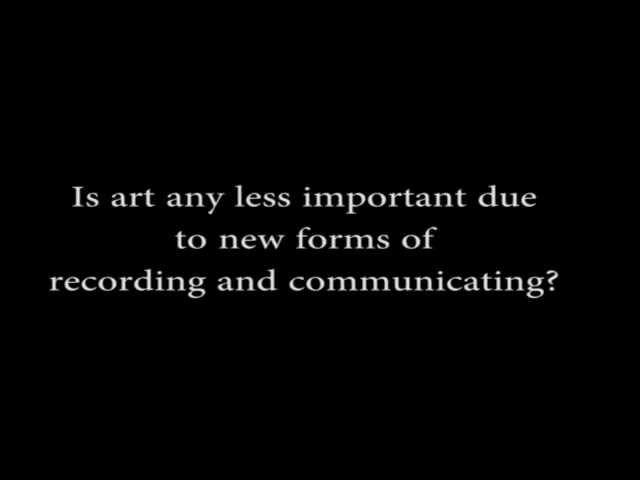 Is art any less important due
to new forms of
recording and communicating?